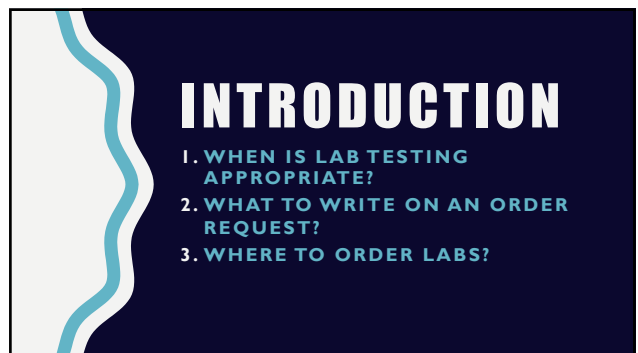 INTRODUCTION
1. WHEN IS LAB TESTING
APPROPRIATE?
2. WHAT TO WRITE ON AN ORDER
REQUEST?
3. WHERE TO ORDER LABS?